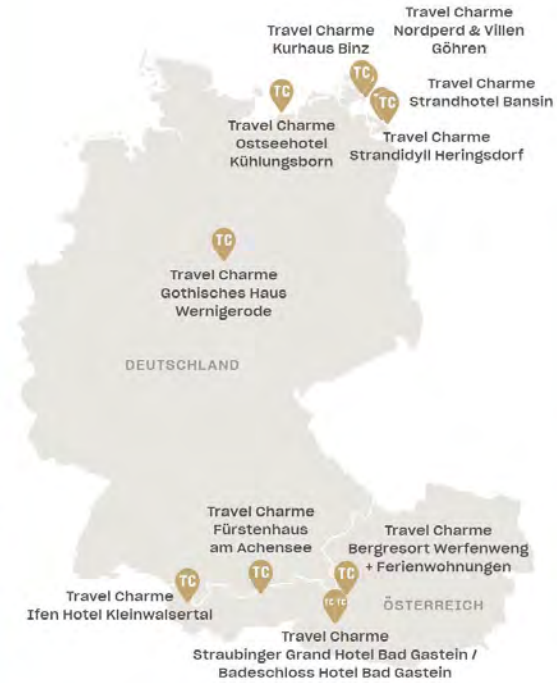 Travel Charme
Kurhaus Binz
Travel Charme
Nordperd & Villen
Göhren
TC
TC
Travel Charme
Strandhotel Bansin
Travel Charme
Ostseehotel
Kühlungsborn
Travel Charme
Strandidyll Heringsdorf
TC
Travel Charme
Gothisches Haus
Wernigerode
DEUTSCHLAND
Travel Charme
Fürstenhaus
am Achensee
Travel Charme
Bergresort Werfenweng
+ Ferienwohnungen
TC
TC
TC
Travel Charme
Ifen Hotel Kleinwalsertal
TC TC
ÖSTERREICH
Travel Charme
Straubinger Grand Hotel Bad Gastein /
Badeschloss Hotel Bad Gastein